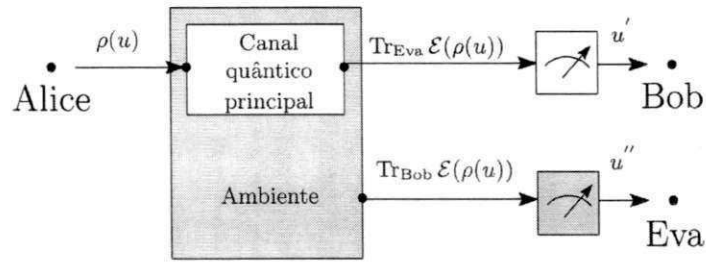 ρ(u)
Alice
Canal
quântico
principal
Ambiente
Tr_Eva ℰ(ρ(u))
u′
Bob
Tr_Bob ℰ(ρ(u))
u″
Eva